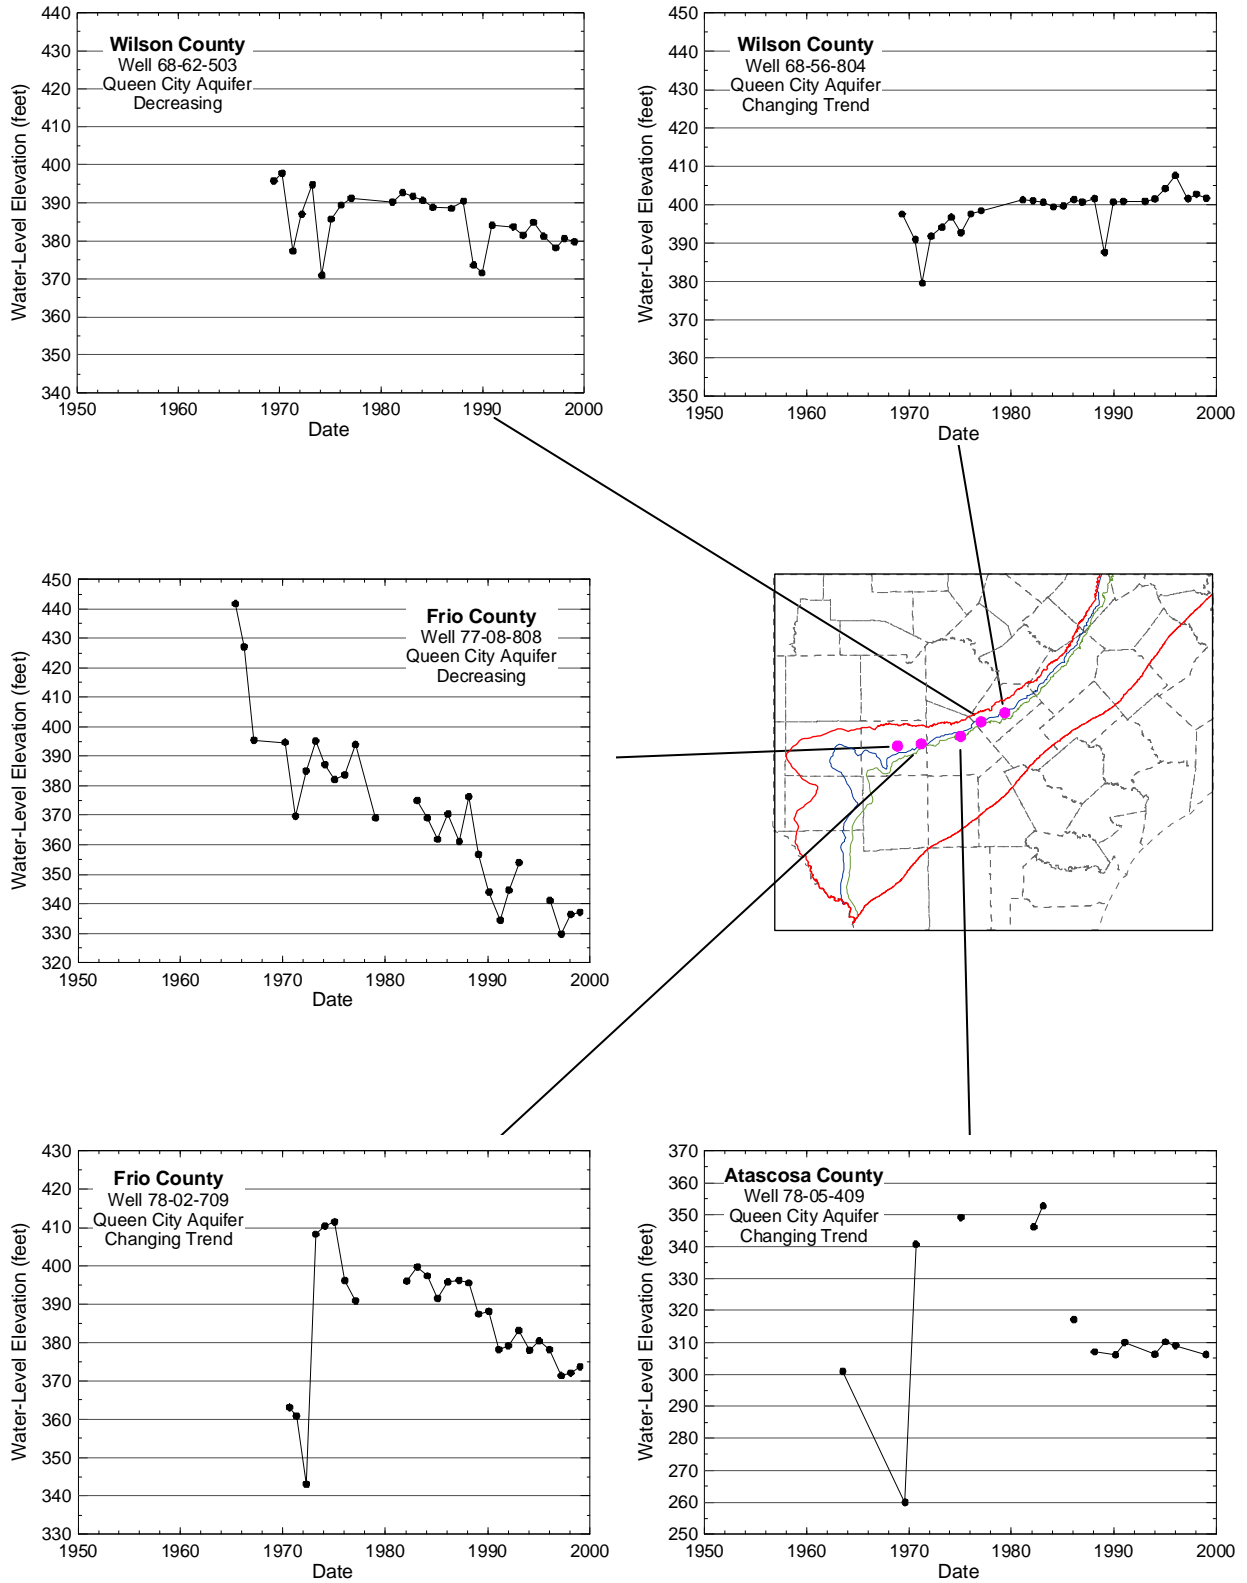 Wilson County
Well 68-62-503
Queen City Aquifer
Decreasing
Water-Level Elevation (feet)
440
430
420
410
400
390
380
370
360
350
340
1950 1960 1970 1980 1990 2000
Date
Wilson County
Well 68-56-804
Queen City Aquifer
Changing Trend
Water-Level Elevation (feet)
450
440
430
420
410
400
390
380
370
360
350
1950 1960 1970 1980 1990 2000
Date
Frio County
Well 77-08-808
Queen City Aquifer
Decreasing
Water-Level Elevation (feet)
450
440
430
420
410
400
390
380
370
360
350
340
330
320
1950 1960 1970 1980 1990 2000
Date
Frio County
Well 78-02-709
Queen City Aquifer
Changing Trend
Water-Level Elevation (feet)
430
420
410
400
390
380
370
360
350
340
330
1950 1960 1970 1980 1990 2000
Date
Atascosa County
Well 78-05-409
Queen City Aquifer
Changing Trend
Water-Level Elevation (feet)
370
360
350
340
330
320
310
300
290
280
270
260
250
1950 1960 1970 1980 1990 2000
Date